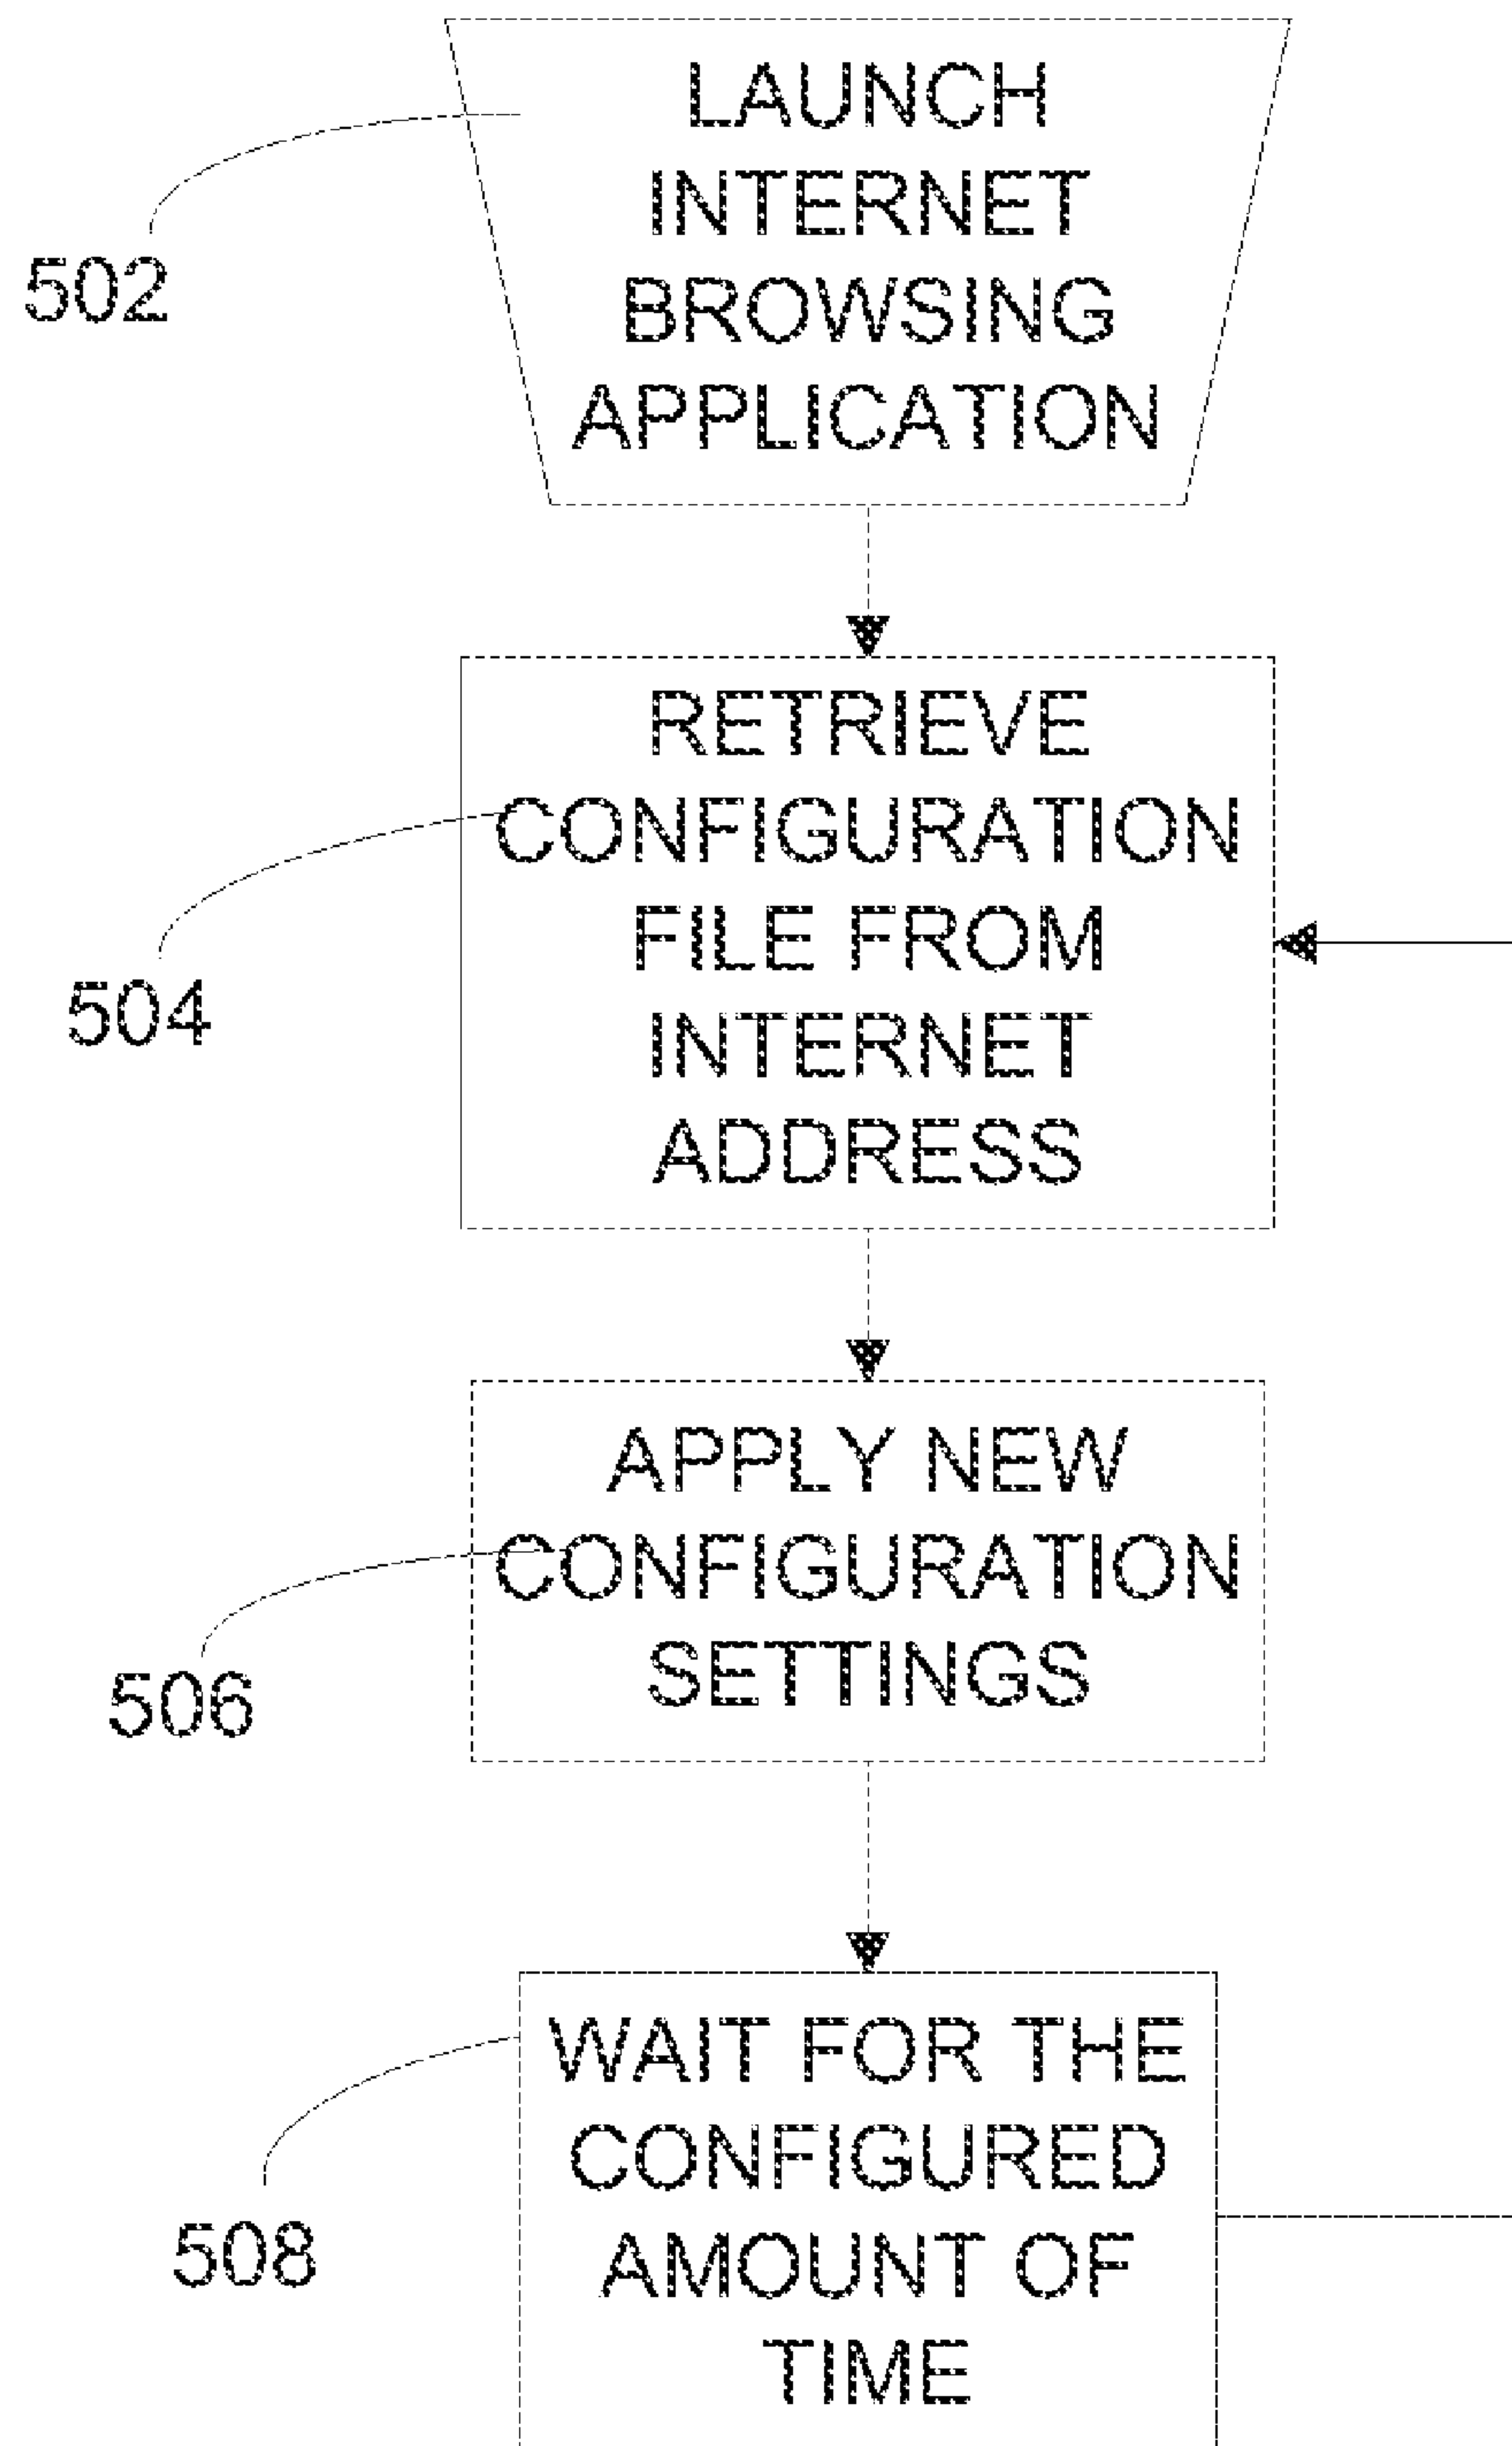 LAUNCH
INTERNET
BROWSING
APPLICATION
502
RETRIEVE
CONFIGURATION
FILE FROM
INTERNET
ADDRESS
504
APPLY NEW
CONFIGURATION
SETTINGS
506
WAIT FOR THE
CONFIGURED
AMOUNT OF
TIME
508